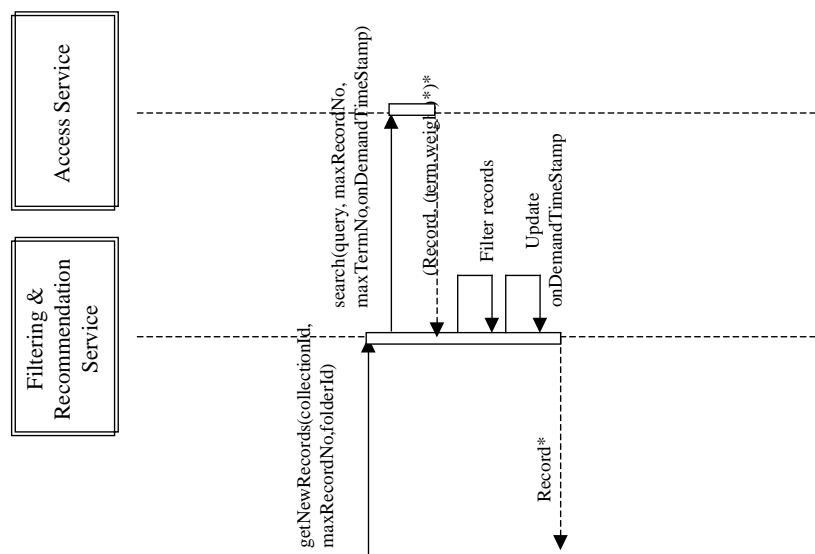 Access Service
Filtering &
Recommendation
Service
getNewRecords(collectionId,
maxRecordNo,folderId)
search(query, maxRecordNo,
maxTermNo,onDemandTimeStamp)
(Record, (term,weight)*)*
Filter records
Update
onDemandTimeStamp
Record*